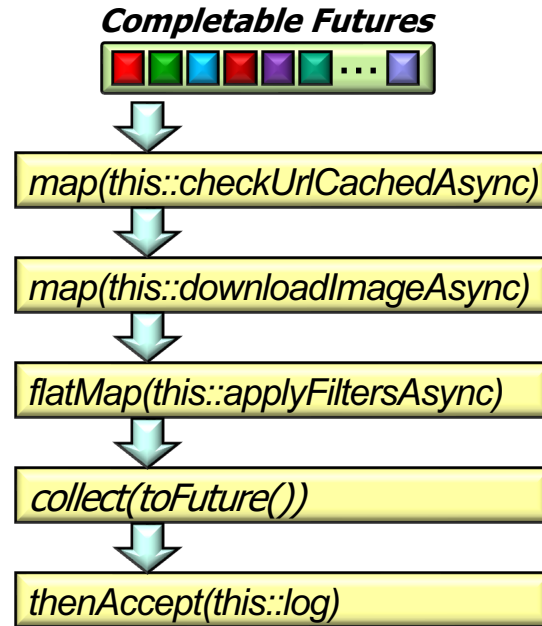 Completable Futures
...
map(this::checkUrlCachedAsync)
map(this::downloadImageAsync)
flatMap(this::applyFiltersAsync)
collect(toFuture())
thenAccept(this::log)